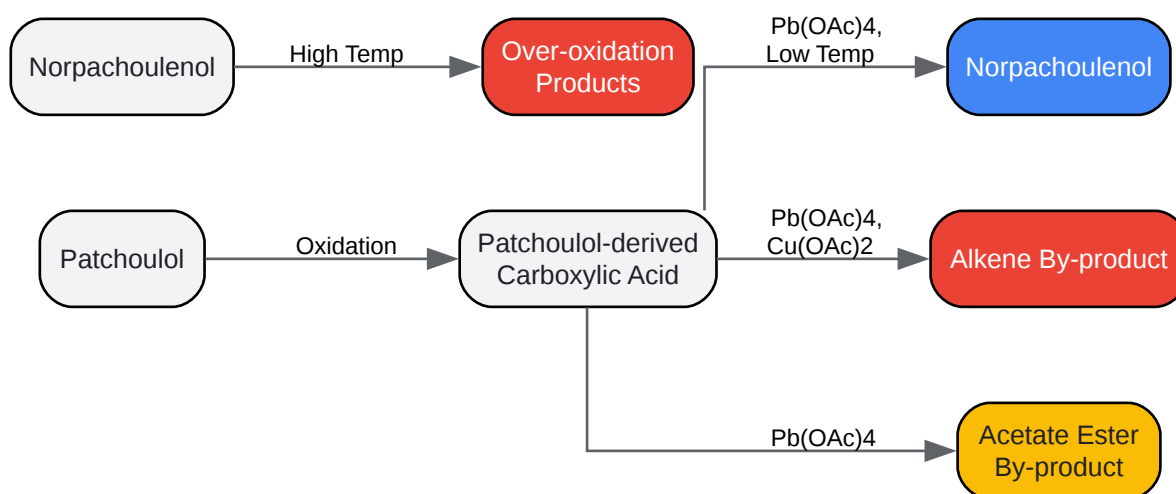 Norpachoulenol
High Temp
Over-oxidation
Products
Pb(OAc)4,
Low Temp
Norpachoulenol
Patchoulol
Oxidation
Patchoulol-derived
Carboxylic Acid
Pb(OAc)4,
Cu(OAc)2
Alkene By-product
Pb(OAc)4
Acetate Ester
By-product